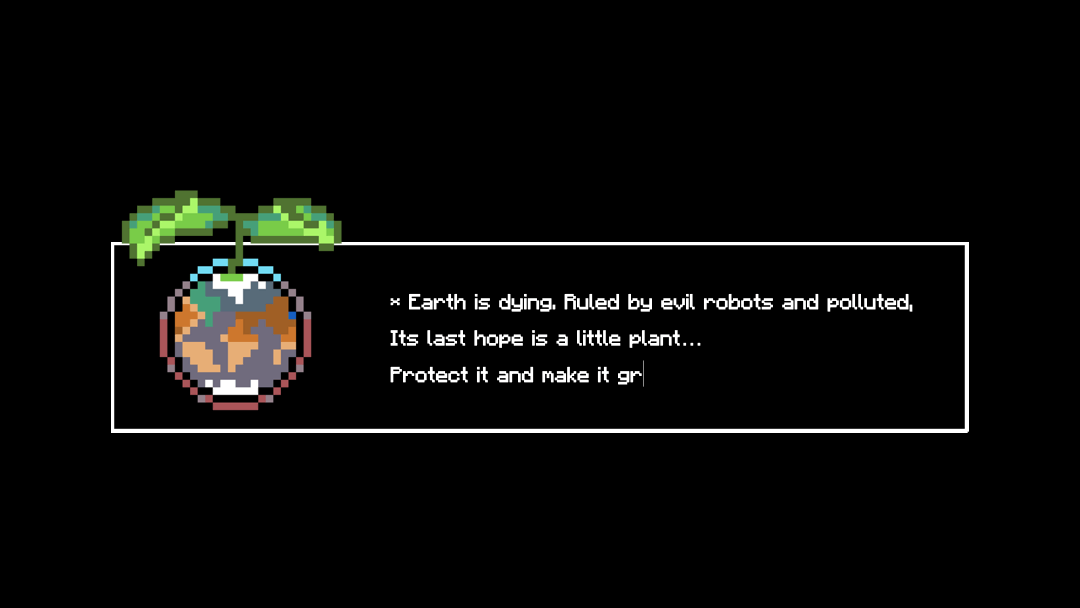 * Earth is dying. Ruled by evil robots and polluted,
Its last hope is a little plant...
Protect it and make it gr